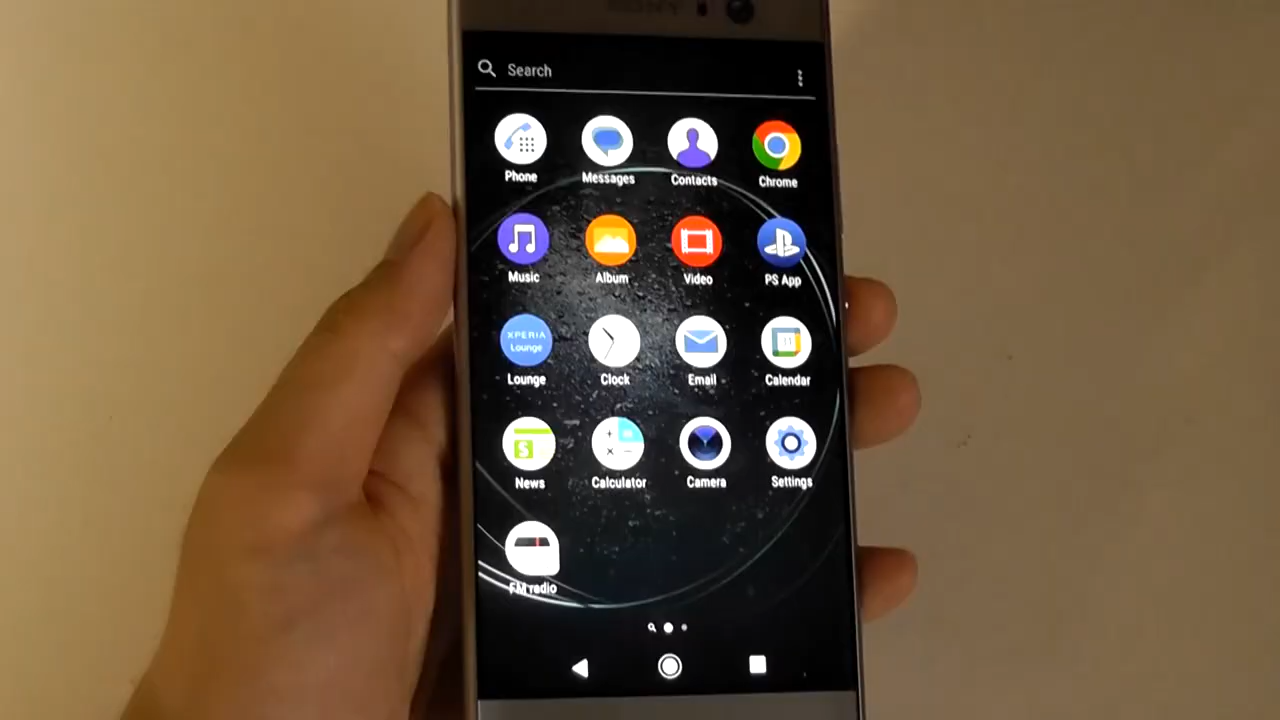 SONY
Search
Phone Messages Contacts Chrome
Music Album Video PS App
XPERIA
Lounge
Lounge Clock Email Calendar
News Calculator Camera Settings
FM radio